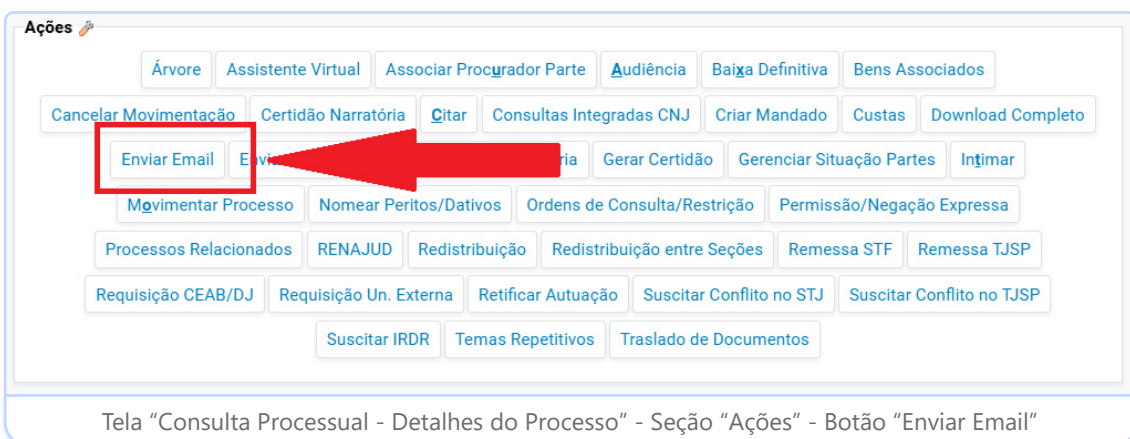 Ações
Árvore Assistente Virtual Associar Procurador Parte Audiência Baixa Definitiva Bens Associados
Cancelar Movimentação Certidão Narratória Citar Consultas Integradas CNJ Criar Mandado Custas Download Completo
Enviar Email Gerar Certidão Gerenciar Situação Partes Intimar
Movimentar Processo Nomear Peritos/Dativos Ordens de Consulta/Restrição Permissão/Negação Expressa
Processos Relacionados RENAJUD Redistribuição Redistribuição entre Seções Remessa STF Remessa TJSP
Requisição CEAB/DJ Requisição Un. Externa Retificar Autuação Suscitar Conflito no STJ Suscitar Conflito no TJSP
Suscitar IRDR Temas Repetitivos Traslado de Documentos
Tela “Consulta Processual - Detalhes do Processo” - Seção “Ações” - Botão “Enviar Email”